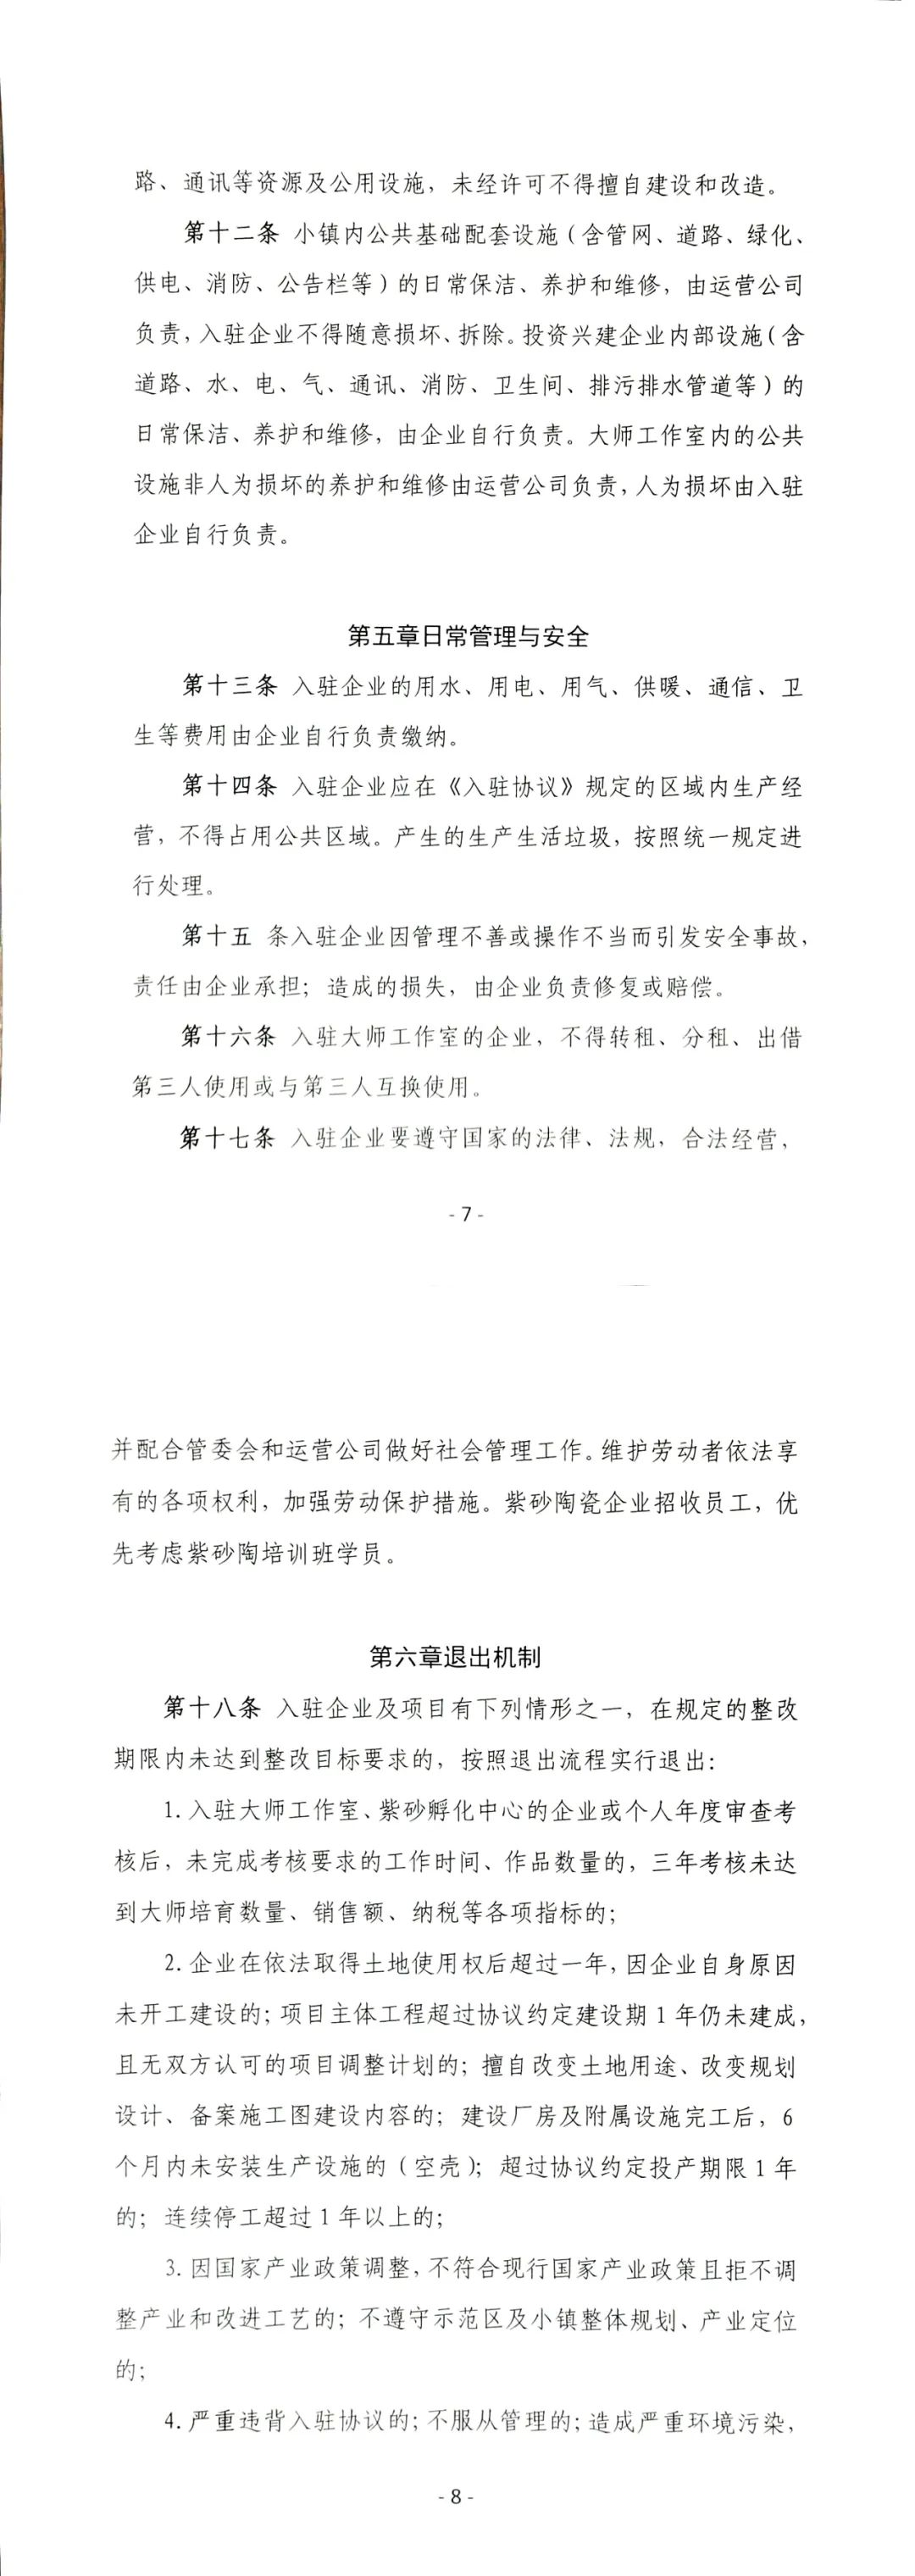 路、通讯等资源及公用设施，未经许可不得擅自建设和改造。
第十二条 小镇内公共基础配套设施（含管网、道路、绿化、
供电、消防、公告栏等）的日常保洁、养护和维修，由运营公司
负责，入驻企业不得随意损坏、拆除。投资兴建企业内部设施（含
道路、水、电、气、通讯、消防、卫生间、排污排水管道等）的
日常保洁、养护和维修，由企业自行负责。大师工作室内的公共
设施非人为损坏的养护和维修由运营公司负责，人为损坏由入驻
企业自行负责。
第五章日常管理与安全
第十三条 入驻企业的用水、用电、用气、供暖、通信、卫
生等费用由企业自行负责缴纳。
第十四条 入驻企业应在《入驻协议》规定的区域内生产经
营，不得占用公共区域。产生的生产生活垃圾，按照统一规定进
行处理。
第十五 条入驻企业因管理不善或操作不当而引发安全事故，
责任由企业承担；造成的损失，由企业负责修复或赔偿。
第十六条 入驻大师工作室的企业，不得转租、分租、出借
第三人使用或与第三人互换使用。
第十七条 入驻企业要遵守国家的法律、法规，合法经营，
- 7 -
并配合管委会和运营公司做好社会管理工作。维护劳动者依法享
有的各项权利，加强劳动保护措施。紫砂陶瓷企业招收员工，优
先考虑紫砂陶培训班学员。
第六章退出机制
第十八条 入驻企业及项目有下列情形之一，在规定的整改
期限内未达到整改目标要求的，按照退出流程实行退出：
1.入驻大师工作室、紫砂孵化中心的企业或个人年度审查考
核后，未完成考核要求的工作时间、作品数量的，三年考核未达
到大师培育数量、销售额、纳税等各项指标的；
2.企业在依法取得土地使用权后超过一年，因企业自身原因
未开工建设的；项目主体工程超过协议约定建设期 1 年仍未建成，
且无双方认可的项目调整计划的；擅自改变土地用途、改变规划
设计、备案施工图建设内容的；建设厂房及附属设施完工后，6
个月内未安装生产设施的（空壳）；超过协议约定投产期限 1 年
的；连续停工超过 1 年以上的；
3.因国家产业政策调整，不符合现行国家产业政策且拒不调
整产业和改进工艺的；不遵守示范区及小镇整体规划、产业定位
的；
4.严重违背入驻协议的；不服从管理的；造成严重环境污染，
- 8 -